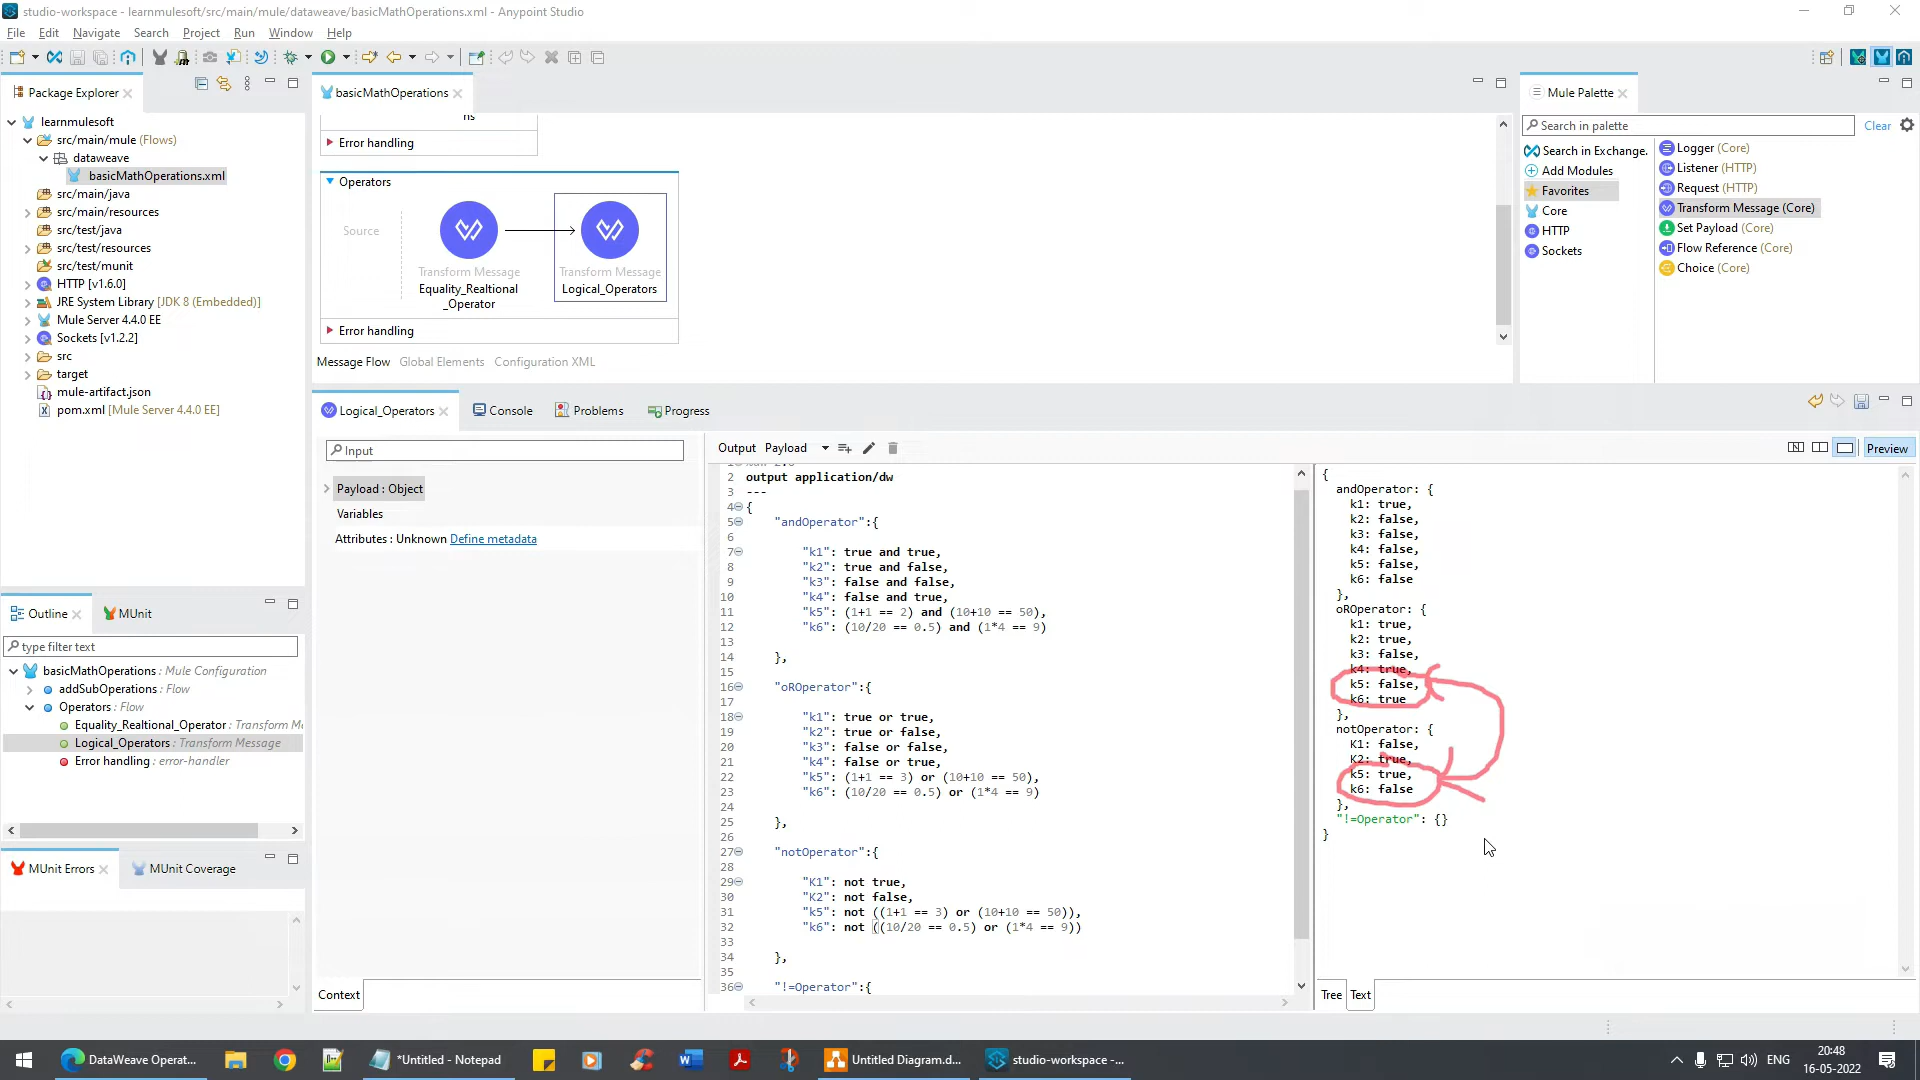 studio-workspace - learnmulesoft/src/main/mule/dataweave/basicMathOperations.xml - Anypoint Studio
File Edit Navigate Search Project Run Window Help
Package Explorer
learnmulesoft
src/main/mule (Flows)
dataweave
basicMathOperations.xml
src/main/java
src/main/resources
src/test/java
src/test/resources
src/test/munit
HTTP [v1.6.0]
JRE System Library [JDK 8 (Embedded)]
Mule Server 4.4.0 EE
Sockets [v1.2.2]
src
target
mule-artifact.json
pom.xml [Mule Server 4.4.0 EE]
basicMathOperations
ns
Error handling
Operators
Source
Transform Message
Equality_Realtional
_Operator
Transform Message
Logical_Operators
Error handling
Message Flow Global Elements Configuration XML
Mule Palette
Search in palette
Clear
Search in Exchange.
Add Modules
Favorites
Core
HTTP
Sockets
Logger (Core)
Listener (HTTP)
Request (HTTP)
Transform Message (Core)
Set Payload (Core)
Flow Reference (Core)
Choice (Core)
Outline MUnit
type filter text
basicMathOperations : Mule Configuration
addSubOperations : Flow
Operators : Flow
Equality_Realtional_Operator : Transform M
Logical_Operators : Transform Message
Error handling : error-handler
MUnit Errors MUnit Coverage
Logical_Operators Console Problems Progress
Input
Payload : Object
Variables
Attributes : Unknown Define metadata
Context
Output Payload
Preview
2 output application/dw
3 ---
4 {
5 "andOperator":{
6
7 "k1": true and true,
8 "k2": true and false,
9 "k3": false and false,
10 "k4": false and true,
11 "k5": (1+1 == 2) and (10+10 == 50),
12 "k6": (10/20 == 0.5) and (1*4 == 9)
13
14 },
15
16 "oROperator":{
17
18 "k1": true or true,
19 "k2": true or false,
20 "k3": false or false,
21 "k4": false or true,
22 "k5": (1+1 == 3) or (10+10 == 50),
23 "k6": (10/20 == 0.5) or (1*4 == 9)
24
25 },
26
27 "notOperator":{
28
29 "K1": not true,
30 "K2": not false,
31 "k5": not ((1+1 == 3) or (10+10 == 50)),
32 "k6": not ((10/20 == 0.5) or (1*4 == 9))
33
34 },
35
36 "!=Operator":{
{
andOperator: {
k1: true,
k2: false,
k3: false,
k4: false,
k5: false,
k6: false
},
oROperator: {
k1: true,
k2: true,
k3: false,
k4: true,
k5: false,
k6: true
},
notOperator: {
K1: false,
K2: true,
k5: true,
k6: false
},
"!=Operator": {}
}
Tree Text
DataWeave Operat...
*Untitled - Notepad
Untitled Diagram.d...
studio-workspace -...
ENG
20:48
16-05-2022